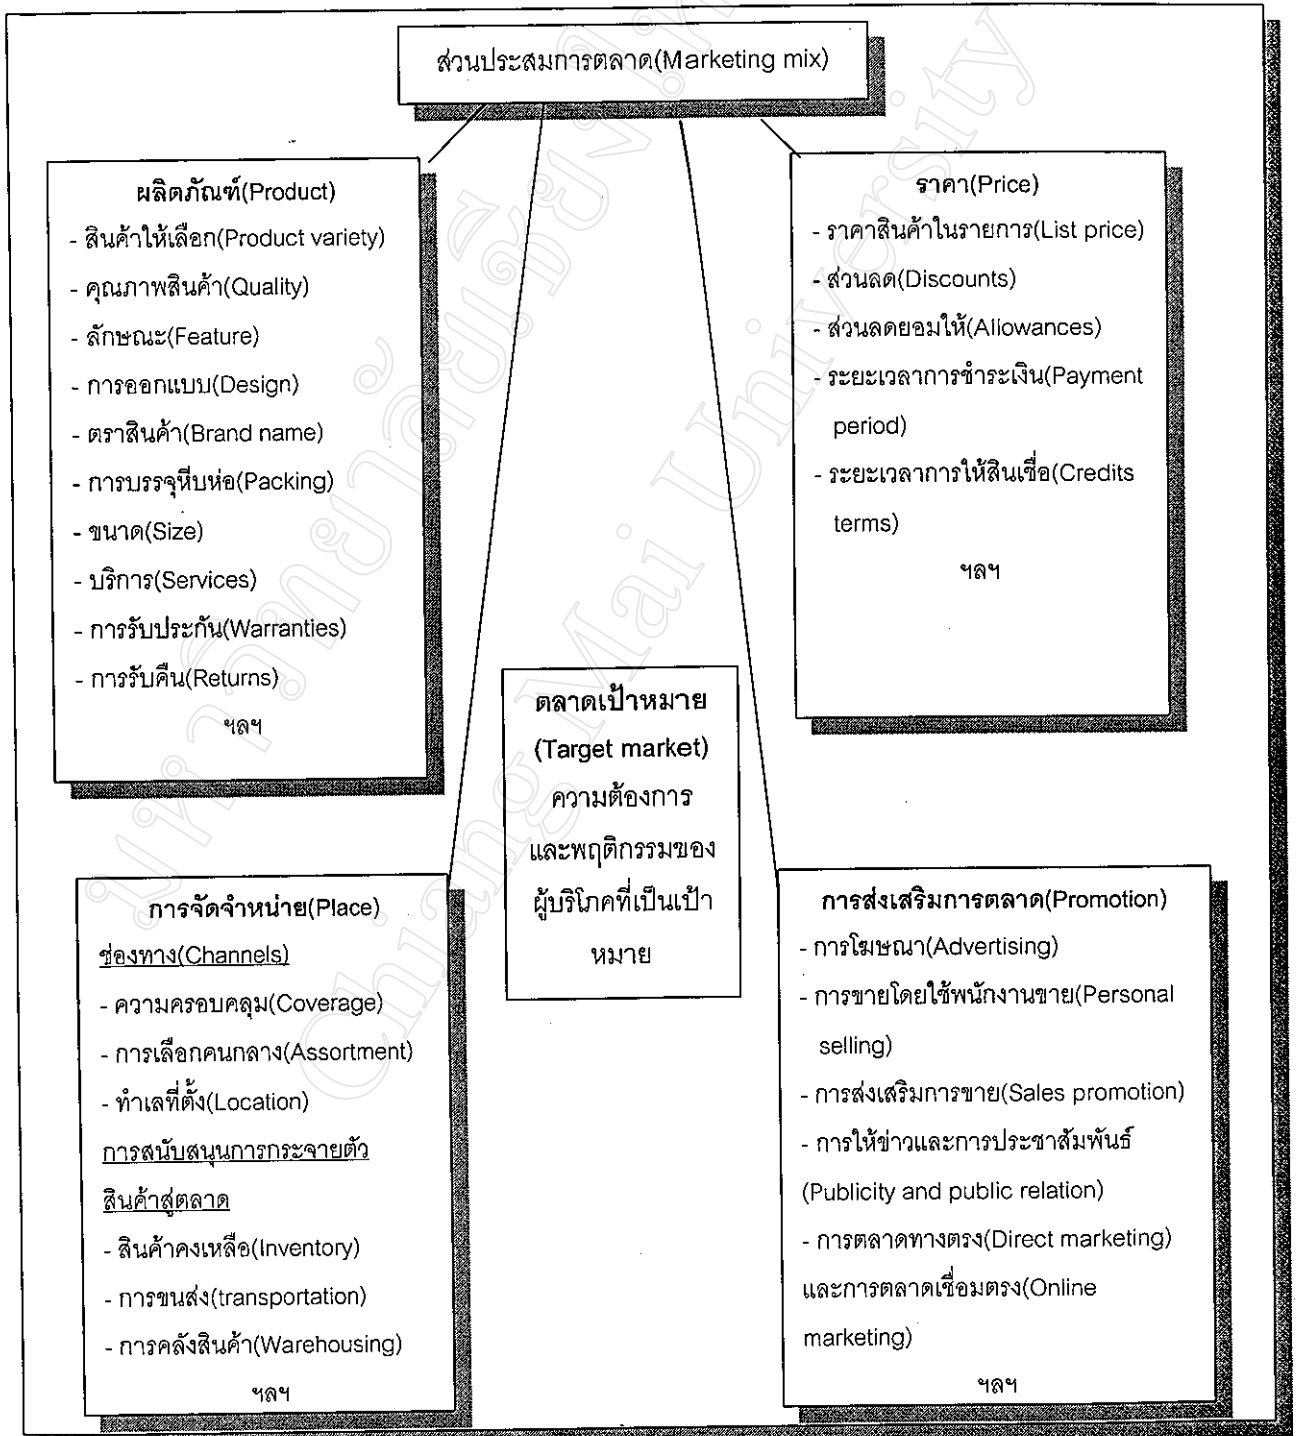 ส่วนประสมการตลาด(Marketing mix)
ผลิตภัณฑ์(Product)
- สินค้าให้เลือก(Product variety)
- คุณภาพสินค้า(Quality)
- ลักษณะ(Feature)
- การออกแบบ(Design)
- ตราสินค้า(Brand name)
- การบรรจุหีบห่อ(Packing)
- ขนาด(Size)
- บริการ(Services)
- การรับประกัน(Warranties)
- การรับคืน(Returns)
ฯลฯ
ราคา(Price)
- ราคาสินค้าในรายการ(List price)
- ส่วนลด(Discounts)
- ส่วนลดยอมให้(Allowances)
- ระยะเวลาการชำระเงิน(Payment
period)
- ระยะเวลาการให้สินเชื่อ(Credits
terms)
ฯลฯ
ตลาดเป้าหมาย
(Target market)
ความต้องการ
และพฤติกรรมของ
ผู้บริโภคที่เป็นเป้า
หมาย
การจัดจำหน่าย(Place)
ช่องทาง(Channels)
- ความครอบคลุม(Coverage)
- การเลือกคนกลาง(Assortment)
- ทำเลที่ตั้ง(Location)
การสนับสนุนการกระจายตัว
สินค้าสู่ตลาด
- สินค้าคงเหลือ(Inventory)
- การขนส่ง(transportation)
- การคลังสินค้า(Warehousing)
ฯลฯ
การส่งเสริมการตลาด(Promotion)
- การโฆษณา(Advertising)
- การขายโดยใช้พนักงานขาย(Personal
selling)
- การส่งเสริมการขาย(Sales promotion)
- การให้ข่าวและการประชาสัมพันธ์
(Publicity and public relation)
- การตลาดทางตรง(Direct marketing)
และการตลาดเชื่อมตรง(Online
marketing)
ฯลฯ
มหาวิทยาลัยเชียงใหม่
Chiang Mai University